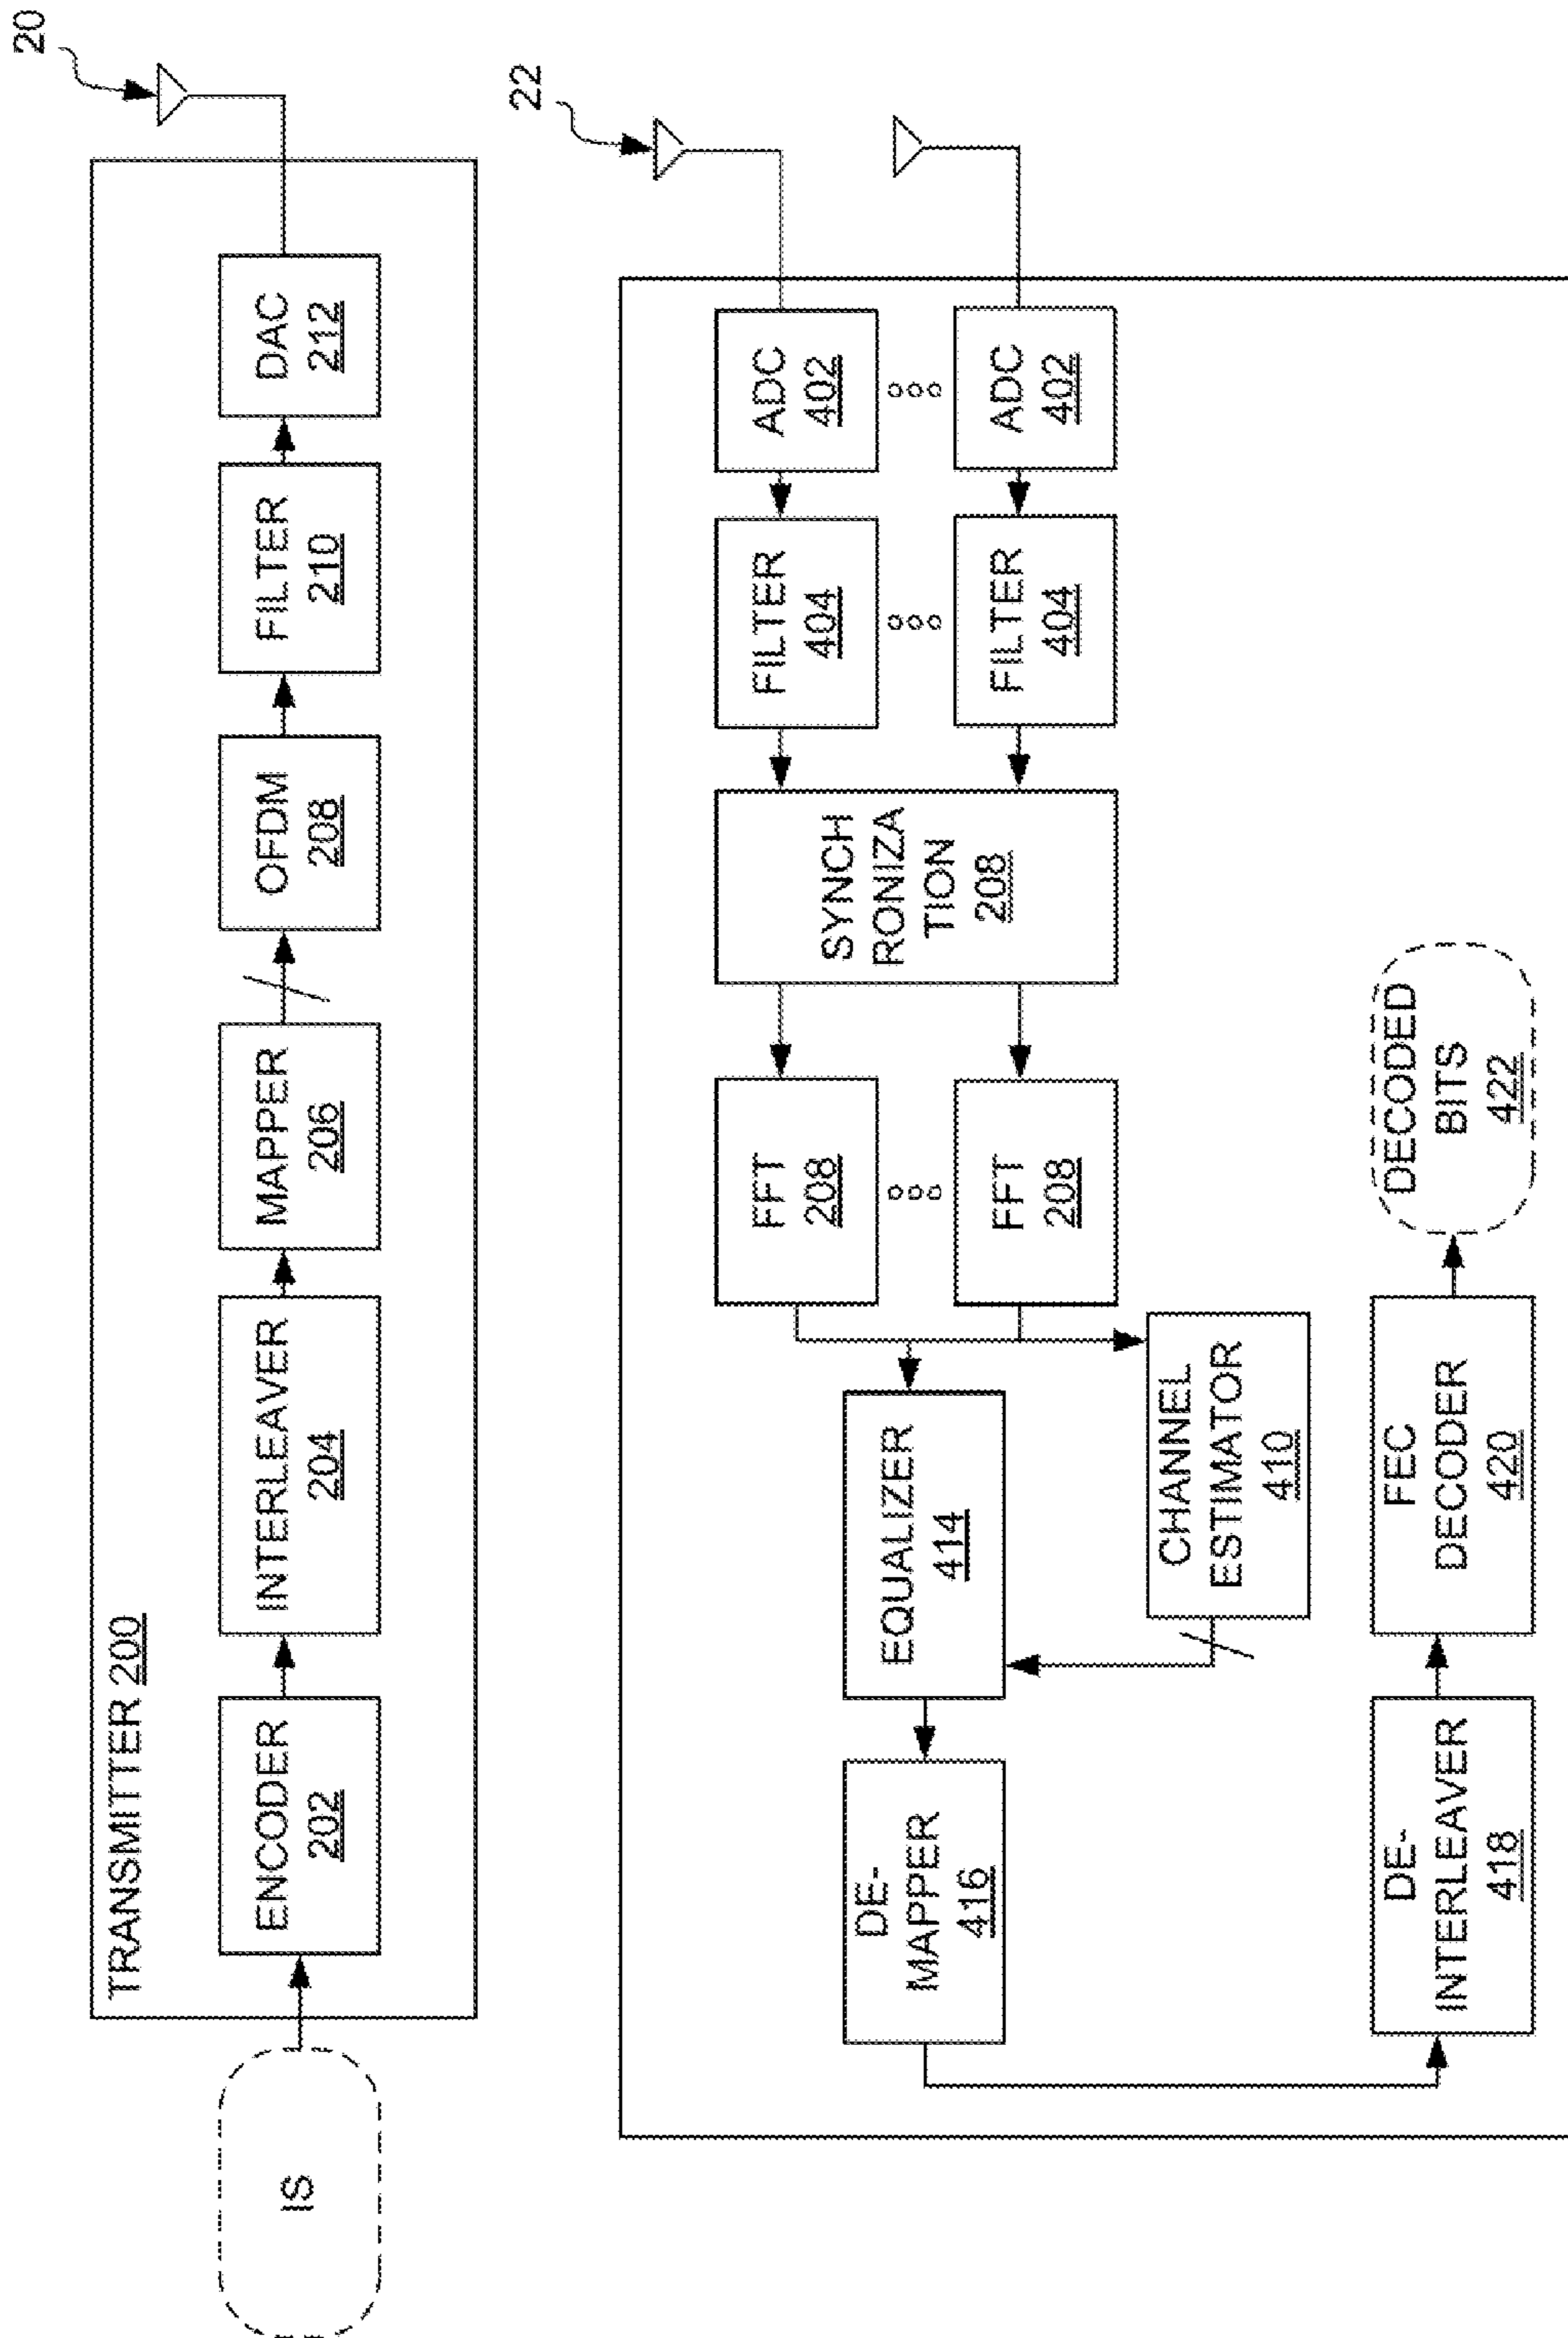 20
TRANSMITTER 200
IS
ENCODER
202
INTERLEAVER
204
MAPPER
206
OFDM
208
FILTER
210
DAC
212
22
ADC
402
ADC
402
FILTER
404
FILTER
404
SYNCH
RONIZA
TION
208
FFT
208
FFT
208
EQUALIZER
414
CHANNEL
ESTIMATOR
410
DE-
MAPPER
416
DE-
INTERLEAVER
418
FEC
DECODER
420
DECODED
BITS
422